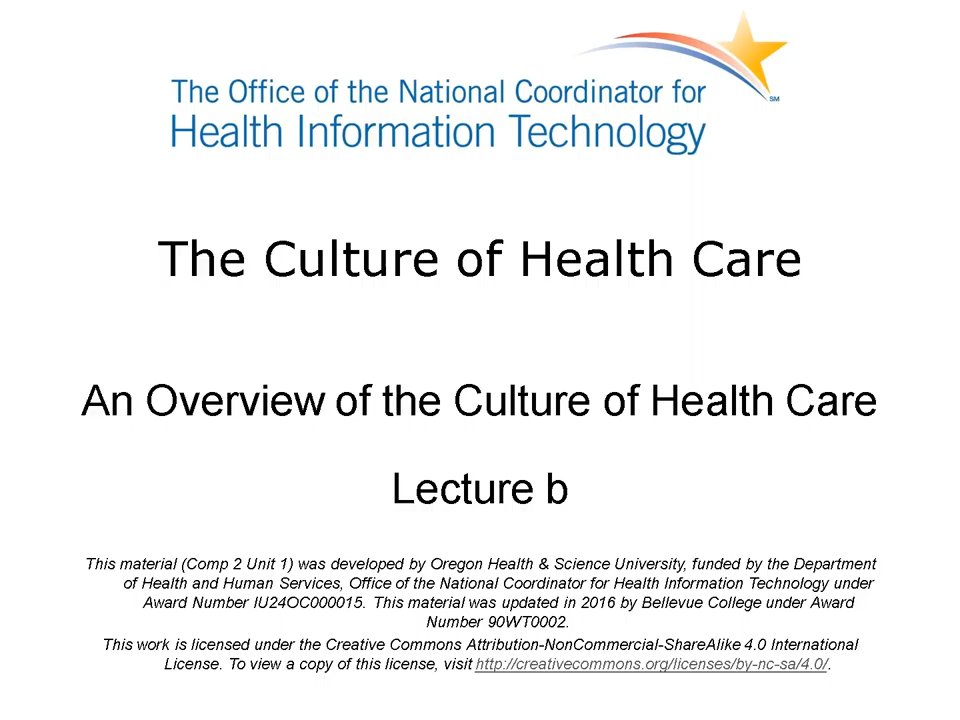 The Office of the National Coordinator for
Health Information Technology
SM
The Culture of Health Care
An Overview of the Culture of Health Care
Lecture b
This material (Comp 2 Unit 1) was developed by Oregon Health & Science University, funded by the Department
of Health and Human Services, Office of the National Coordinator for Health Information Technology under
Award Number IU24OC000015. This material was updated in 2016 by Bellevue College under Award
Number 90WT0002.
This work is licensed under the Creative Commons Attribution-NonCommercial-ShareAlike 4.0 International
License. To view a copy of this license, visit http://creativecommons.org/licenses/by-nc-sa/4.0/.